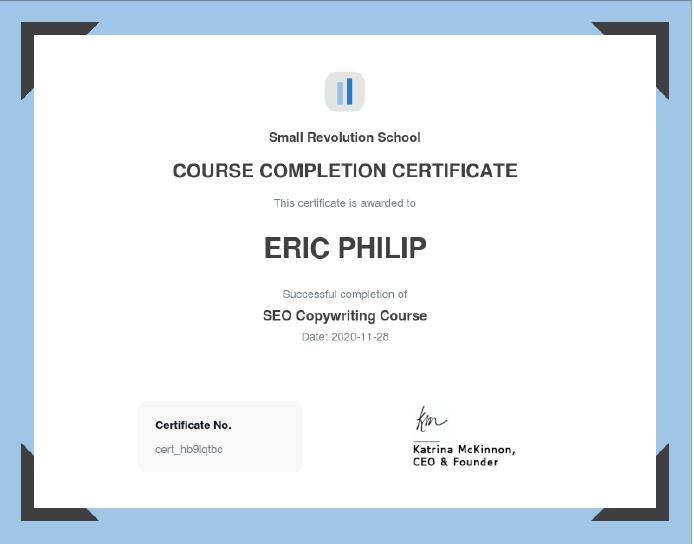 Small Revolution School
COURSE COMPLETION CERTIFICATE
This certificate is awarded to
ERIC PHILIP
Successful completion of
SEO Copywriting Course
Date: 2020-11-28
Certificate No.
cert_hb9lqtbc
km
Katrina McKinnon,
CEO & Founder